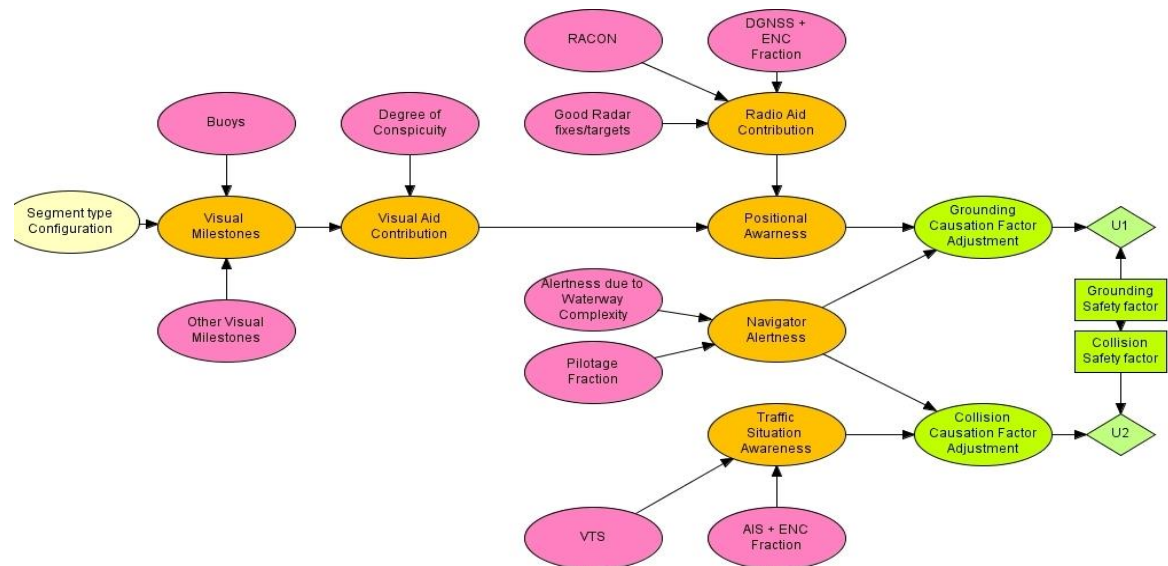 RACON
DGNSS +
ENC
Fraction
Buoys
Degree of
Conspicuity
Good Radar
fixes/targets
Radio Aid
Contribution
Segment type
Configuration
Visual
Milestones
Visual Aid
Contribution
Positional
Awarness
Grounding
Causation Factor
Adjustment
U1
Other Visual
Milestones
Alertness due to
Waterway
Complexity
Navigator
Alertness
Grounding
Safety factor
Pilotage
Fraction
Collision
Safety factor
Traffic
Situation
Awareness
Collision
Causation Factor
Adjustment
U2
VTS
AIS + ENC
Fraction